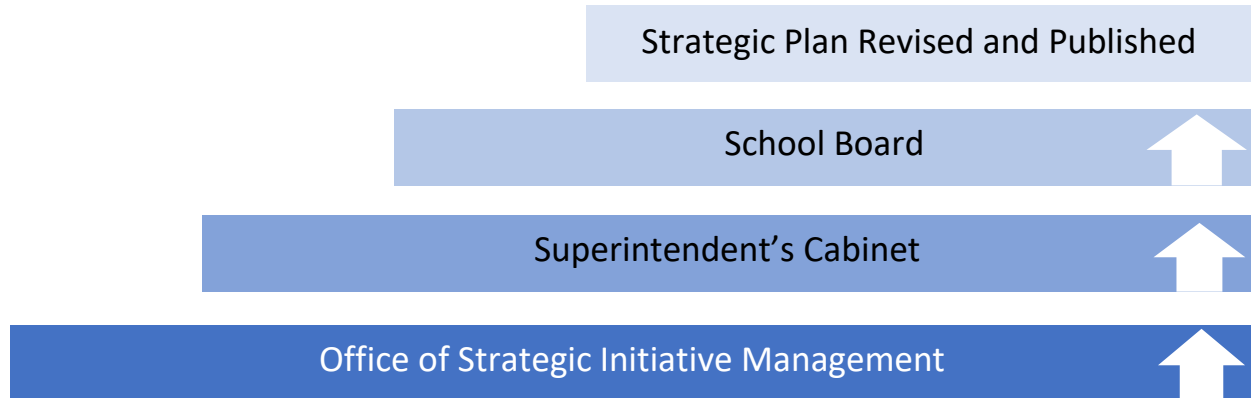 Strategic Plan Revised and Published
School Board
Superintendent’s Cabinet
Office of Strategic Initiative Management